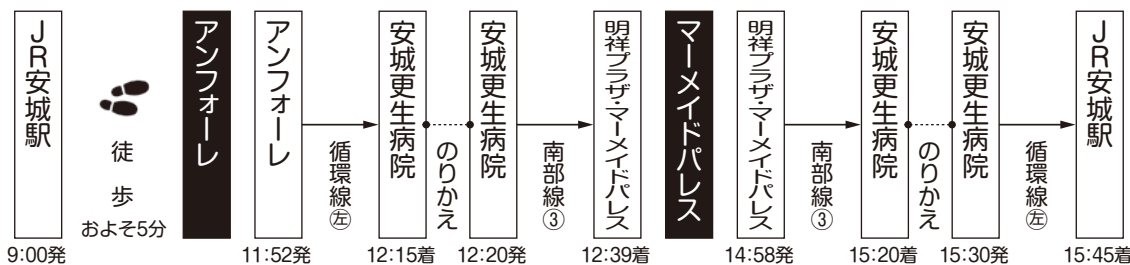 JR安城駅
9:00発
徒歩
およそ5分
アンフォーレ
アンフォーレ
11:52発
循環線㊧
安城更生病院
12:15着
のりかえ
安城更生病院
12:20発
南部線③
明祥プラザ・マーメイドパレス
12:39着
マーメイドパレス
明祥プラザ・マーメイドパレス
14:58発
南部線③
安城更生病院
15:20着
のりかえ
安城更生病院
15:30発
循環線㊧
JR安城駅
15:45着